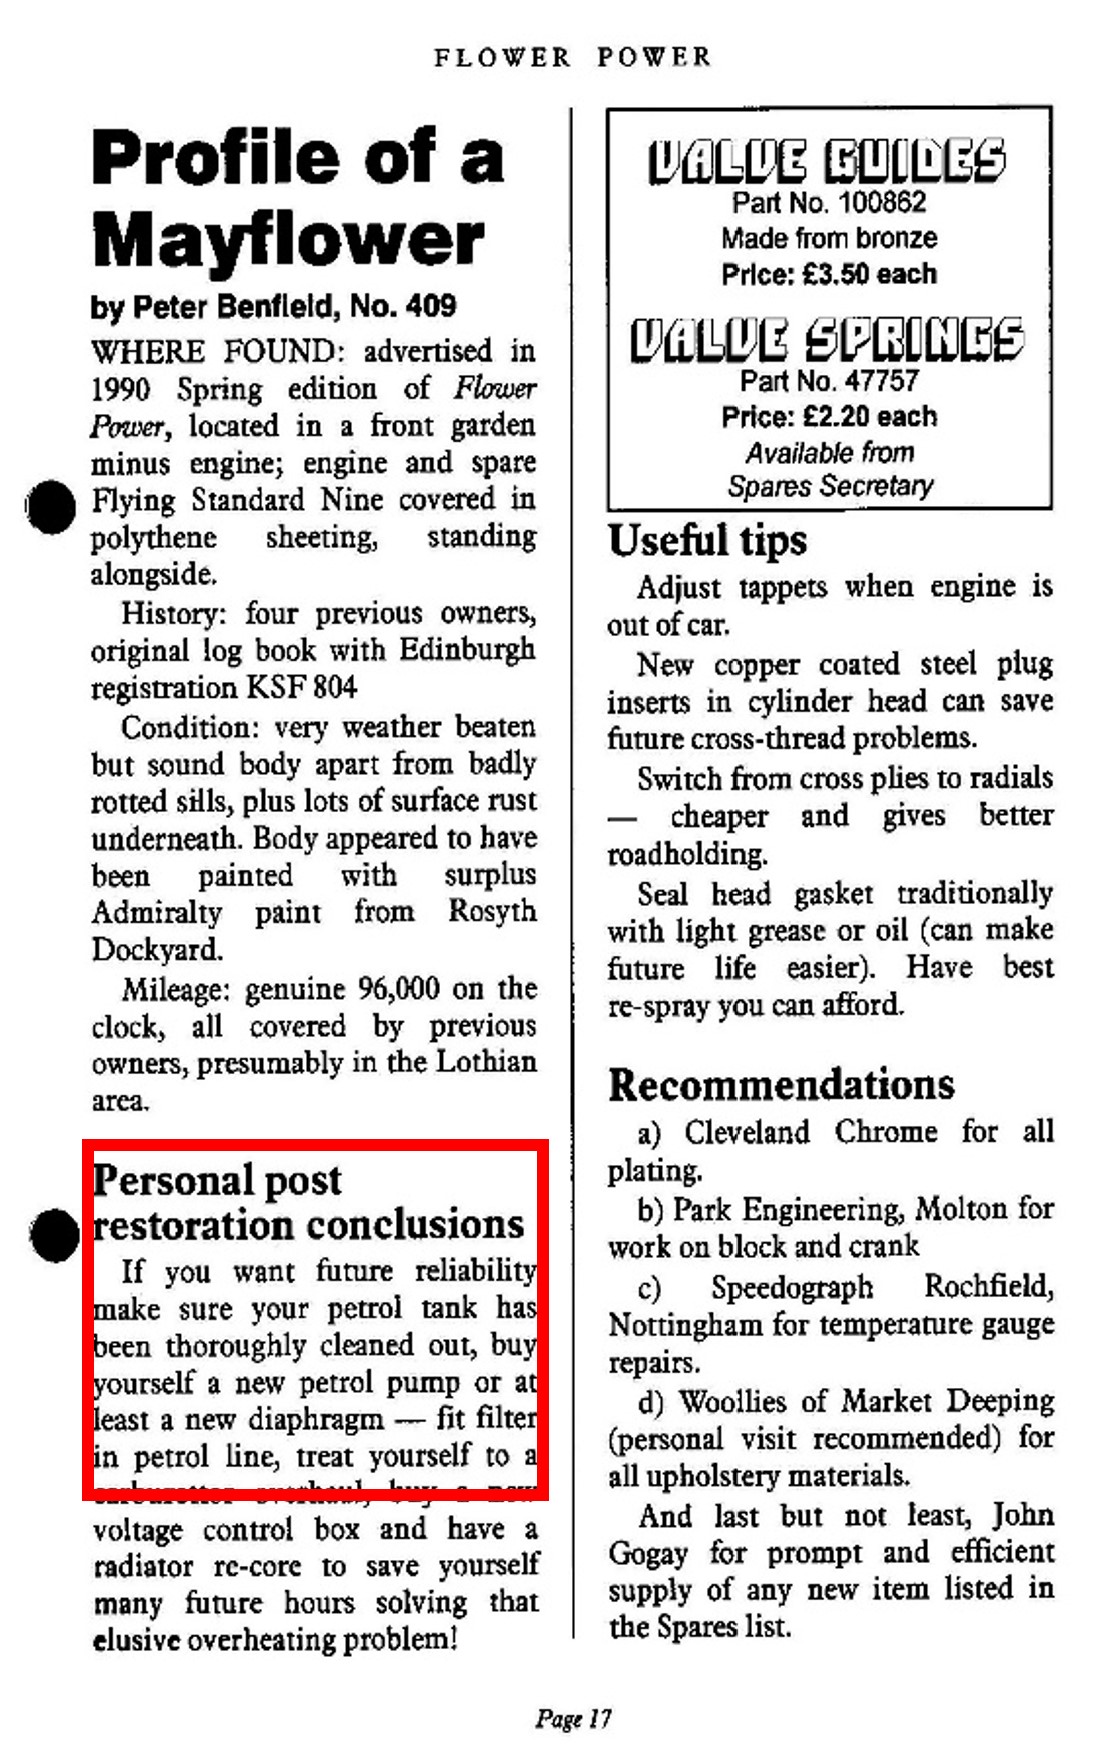 FLOWER POWER
Profile of a
Mayflower
by Peter Benfield, No. 409
WHERE FOUND: advertised in
1990 Spring edition of Flower
Power, located in a front garden
minus engine; engine and spare
Flying Standard Nine covered in
polythene sheeting, standing
alongside.
History: four previous owners,
original log book with Edinburgh
registration KSF 804
Condition: very weather beaten
but sound body apart from badly
rotted sills, plus lots of surface rust
underneath. Body appeared to have
been painted with surplus
Admiralty paint from Rosyth
Dockyard.
Mileage: genuine 96,000 on the
clock, all covered by previous
owners, presumably in the Lothian
area.
Personal post
restoration conclusions
If you want future reliability
make sure your petrol tank has
been thoroughly cleaned out, buy
yourself a new petrol pump or at
least a new diaphragm — fit filter
in petrol line, treat yourself to a
carburettor overhaul, buy a new
voltage control box and have a
radiator re-core to save yourself
many future hours solving that
elusive overheating problem!
VALVE GUIDES
Part No. 100862
Made from bronze
Price: £3.50 each
VALVE SPRINGS
Part No. 47757
Price: £2.20 each
Available from
Spares Secretary
Useful tips
Adjust tappets when engine is
out of car.
New copper coated steel plug
inserts in cylinder head can save
future cross-thread problems.
Switch from cross plies to radials
— cheaper and gives better
roadholding.
Seal head gasket traditionally
with light grease or oil (can make
future life easier). Have best
re-spray you can afford.
Recommendations
a) Cleveland Chrome for all
plating.
b) Park Engineering, Molton for
work on block and crank
c) Speedograph Rochfield,
Nottingham for temperature gauge
repairs.
d) Woollies of Market Deeping
(personal visit recommended) for
all upholstery materials.
And last but not least, John
Gogay for prompt and efficient
supply of any new item listed in
the Spares list.
Page 17